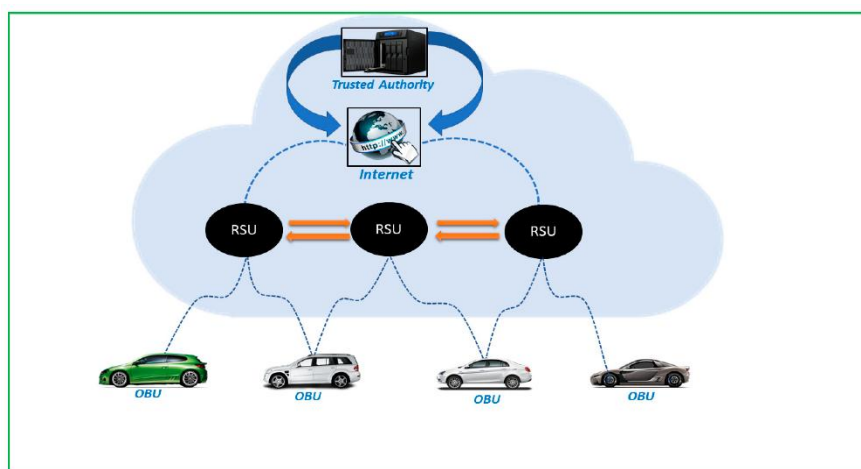 Trusted Authority
http://www
Internet
RSU
RSU
RSU
OBU
OBU
OBU
OBU